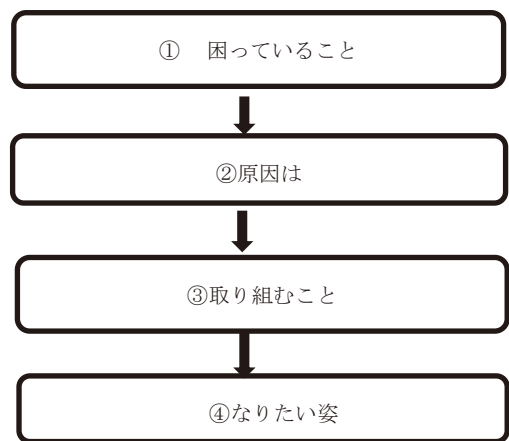 ①　困っていること
②原因は
③取り組むこと
④なりたい姿